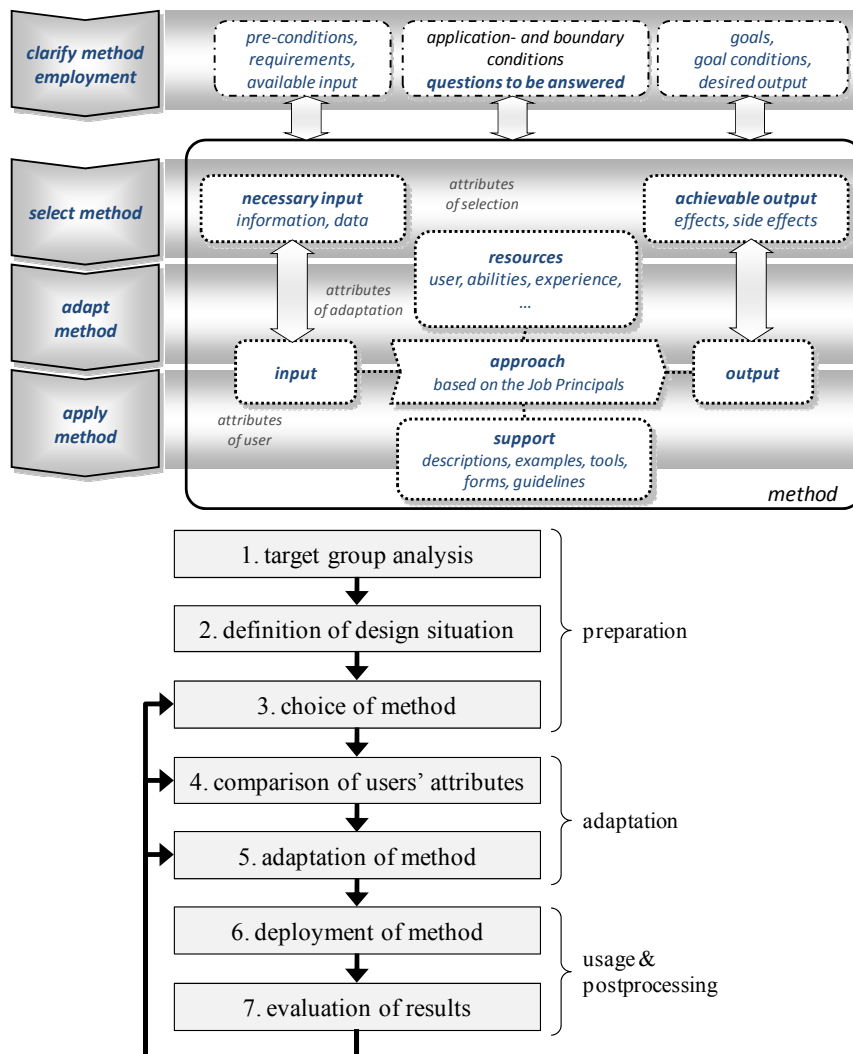 clarify method
employment
pre-conditions,
requirements,
available input
application- and boundary
conditions
questions to be answered
goals,
goal conditions,
desired output
select method
necessary input
information, data
attributes
of selection
achievable output
effects, side effects
resources
user, abilities, experience,
...
adapt
method
attributes
of adaptation
input
approach
based on the Job Principals
output
apply
method
attributes
of user
support
descriptions, examples, tools,
forms, guidelines
method
1. target group analysis
2. definition of design situation
preparation
3. choice of method
4. comparison of users' attributes
adaptation
5. adaptation of method
6. deployment of method
usage &
postprocessing
7. evaluation of results